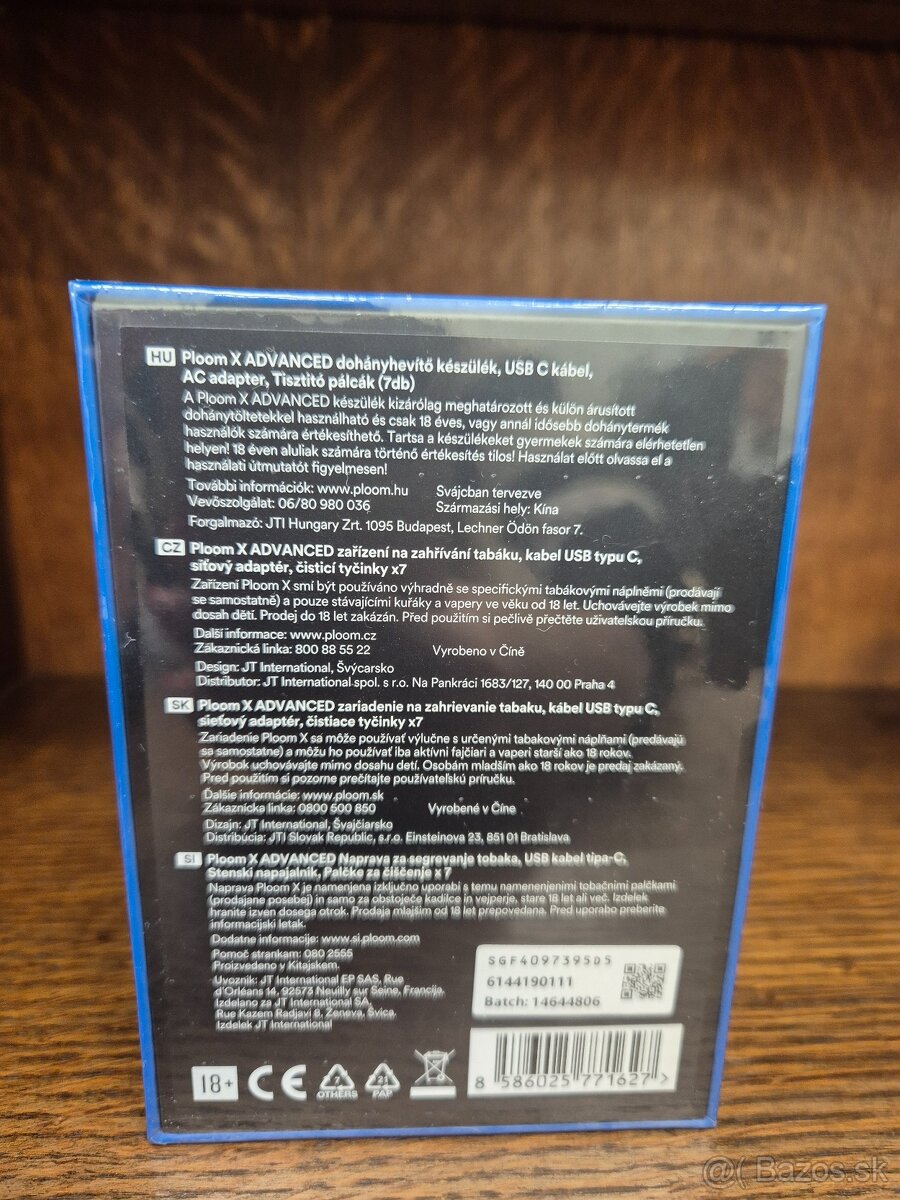 HU Ploom X ADVANCED dohányhevítő készülék, USB C kábel,
AC adapter, Tisztító pálcák (7db)
A Ploom X ADVANCED készülék kizárólag meghatározott és külön árusított
dohánytöltetekkel használható és csak 18 éves, vagy annál idősebb dohánytermék
használók számára értékesíthető. Tartsa a készülékeket gyermekek számára elérhetetlen
helyen! 18 éven aluliak számára történő értékesítés tilos! Használat előtt olvassa el a
használati útmutatót figyelmesen!
További információk: www.ploom.hu Svájcban tervezve
Vevőszolgálat: 06/80 980 036 Származási hely: Kína
Forgalmazó: JTI Hungary Zrt. 1095 Budapest, Lechner Ödön fasor 7.
CZ Ploom X ADVANCED zařízení na zahřívání tabáku, kabel USB typu C,
síťový adaptér, čisticí tyčinky x7
Zařízení Ploom X smí být používáno výhradně se specifickými tabákovými náplněmi (prodávají
se samostatně) a pouze stávajícími kuřáky a vapery ve věku od 18 let. Uchovávejte výrobek mimo
dosah dětí. Prodej do 18 let zakázán. Před použitím si pečlivě přečtěte uživatelskou příručku.
Další informace: www.ploom.cz
Zákaznická linka: 800 88 55 22 Vyrobeno v Číně
Design: JT International, Švýcarsko
Distributor: JT International spol. s r.o. Na Pankráci 1683/127, 140 00 Praha 4
SK Ploom X ADVANCED zariadenie na zahrievanie tabaku, kábel USB typu C,
sieťový adaptér, čistiace tyčinky x7
Zariadenie Ploom X sa môže používať výlučne s určenými tabakovými náplňami (predávajú
sa samostatne) a môžu ho používať iba aktívni fajčiari a vaperi starší ako 18 rokov.
Výrobok uchovávajte mimo dosahu detí. Osobám mladším ako 18 rokov je predaj zakázaný.
Pred použitím si pozorne prečítajte používateľskú príručku.
Ďalšie informácie: www.ploom.sk
Zákaznícka linka: 0800 500 850 Vyrobené v Číne
Dizajn: JT International, Švajčiarsko
Distribúcia: JTI Slovak Republic, s.r.o. Einsteinova 23, 851 01 Bratislava
SI Ploom X ADVANCED Naprava za segrevanje tobaka, USB kabel tipa-C,
Stenski napajalnik, Palčke za čiščenje x 7
Naprava Ploom X je namenjena izključno uporabi s temu namenenjenimi tobačnimi palčkami
(prodajane posebej) in samo za obstoječe kadilce in vejperje, stare 18 let ali več. Izdelek
hranite izven dosega otrok. Prodaja mlajšim od 18 let prepovedana. Pred uporabo preberite
informacijski letak.
Dodatne informacije: www.si.ploom.com
Pomoč strankam: 080 2555
Proizvedeno v Kitajskem.
Uvoznik: JT International EP SAS, Rue
d'Orléans 14, 92573 Neuilly sur Seine, Francija.
Izdelano za JT International SA,
Rue Kazem Radjavi 8, Ženeva, Švica.
Izdelek JT International
SGF4097395D5
6144190111
Batch: 14644806
18+ CE 7 OTHERS 21 PAP
8 586025 771627 >
@( Bazos.sk